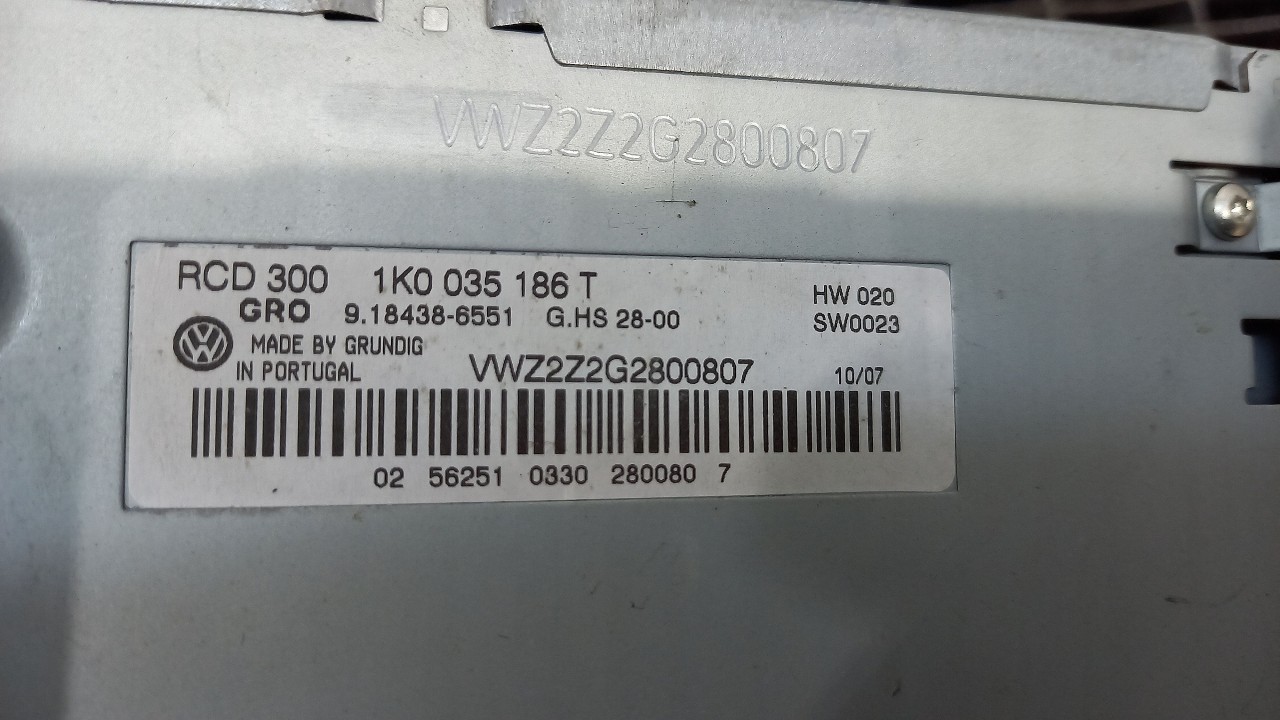 VWZ2Z2G2800807
RCD 300 1K0 035 186 T
HW 020
GRO 9.18438-6551 G.HS 28-00
SW0023
MADE BY GRUNDIG
IN PORTUGAL VWZ2Z2G2800807 10/07
02 56251 0330 280080 7